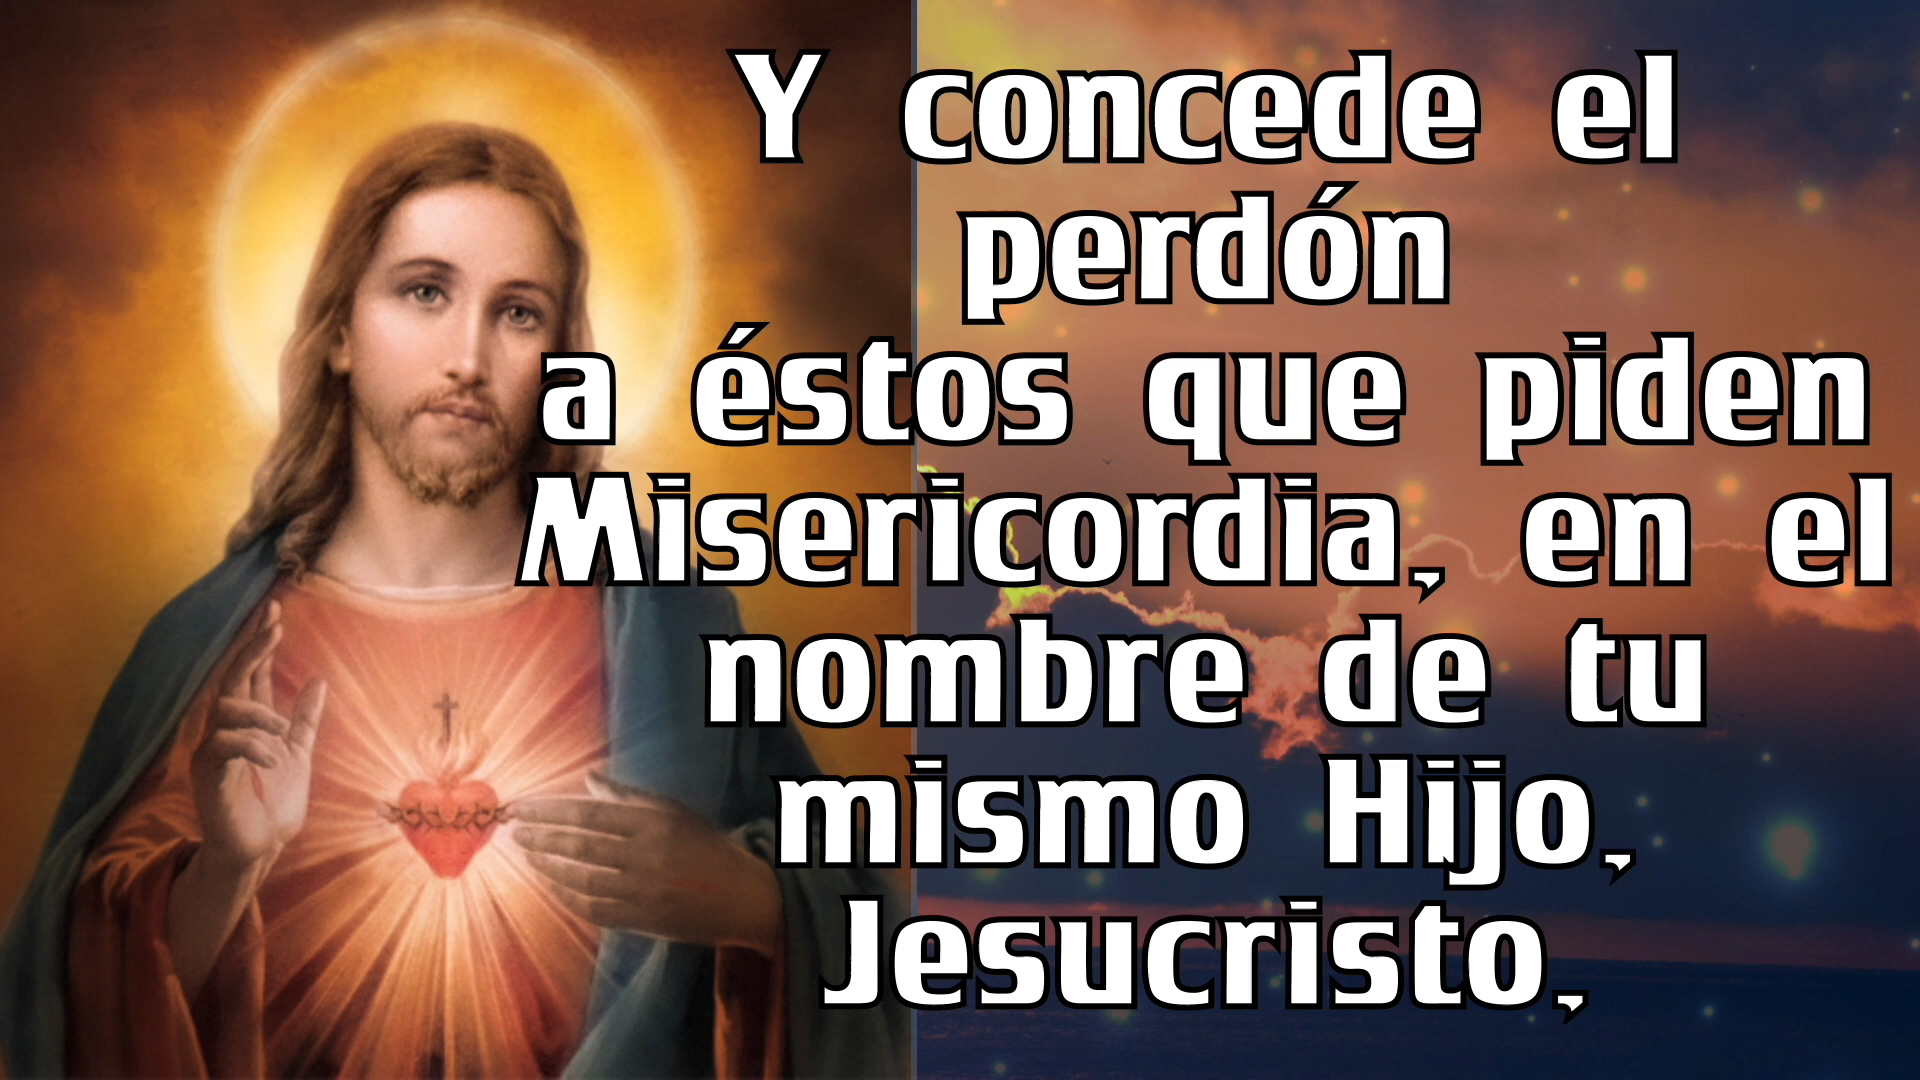 Y concede el
perdón
a éstos que piden
Misericordia, en el
nombre de tu
mismo Hijo,
Jesucristo,